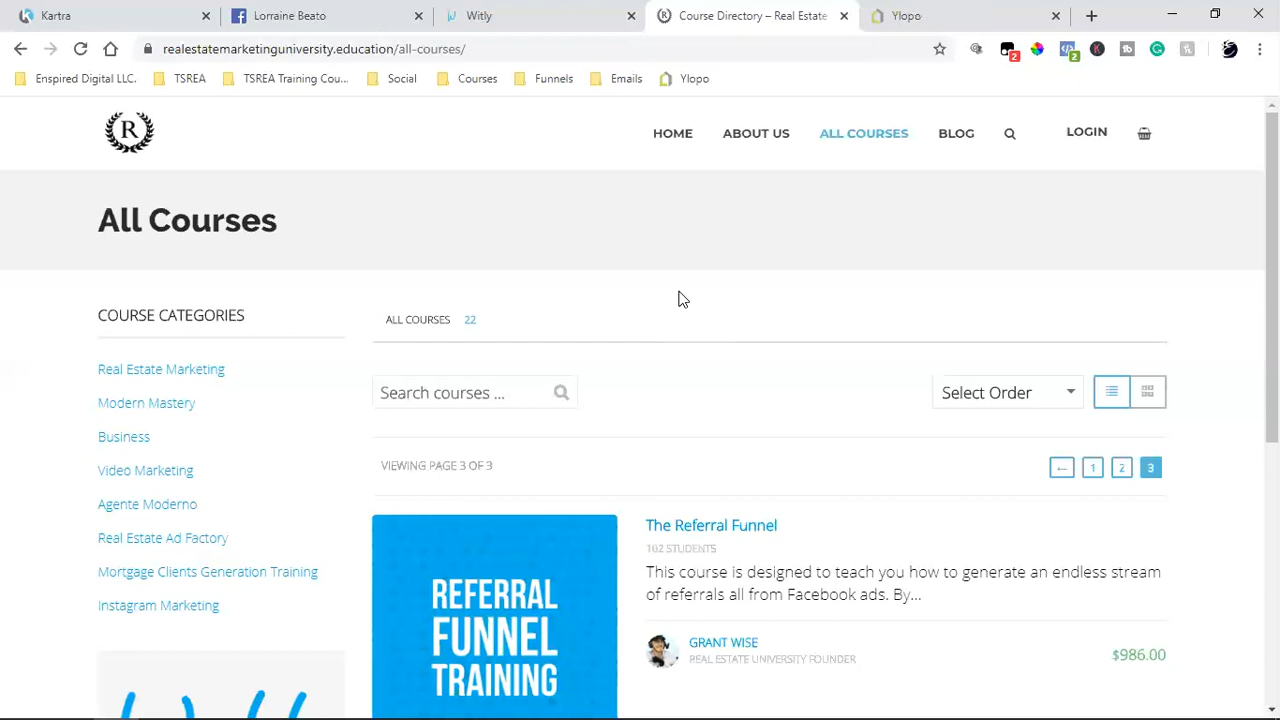 Kartra
Lorraine Beato
Witly
Course Directory – Real Estate
Ylopo
realestatemarketinguniversity.education/all-courses/
2
2
Enspired Digital LLC.
TSREA
TSREA Training Cou...
Social
Courses
Funnels
Emails
Ylopo
R
HOME
ABOUT US
ALL COURSES
BLOG
LOGIN
All Courses
COURSE CATEGORIES
Real Estate Marketing
Modern Mastery
Business
Video Marketing
Agente Moderno
Real Estate Ad Factory
Mortgage Clients Generation Training
Instagram Marketing
ALL COURSES 22
Search courses ...
Select Order
VIEWING PAGE 3 OF 3
← 1 2 3
REFERRAL
FUNNEL
TRAINING
The Referral Funnel
102 STUDENTS
This course is designed to teach you how to generate an endless stream
of referrals all from Facebook ads. By...
GRANT WISE
REAL ESTATE UNIVERSITY FOUNDER
$986.00